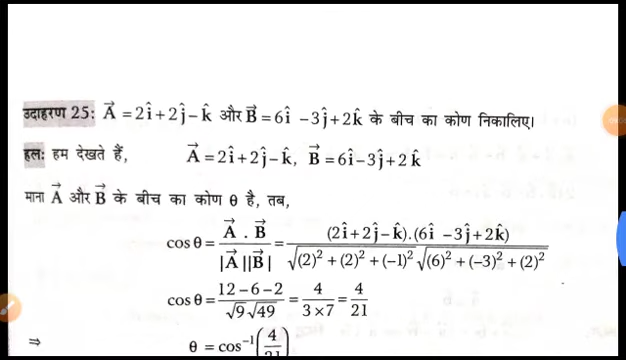 उदाहरण 25: A⃗ = 2î + 2ĵ − k̂ और B⃗ = 6î − 3ĵ + 2k̂ के बीच का कोण निकालिए।
हल: हम देखते हैं, A⃗ = 2î + 2ĵ − k̂, B⃗ = 6i − 3ĵ + 2k̂
माना A⃗ और B⃗ के बीच का कोण θ है, तब,
cos θ = (A⃗ . B⃗)/(|A⃗||B⃗|) = ((2î + 2ĵ − k̂).(6î − 3ĵ + 2k̂))/(√((2)² + (2)² + (−1)²) √((6)² + (−3)² + (2)²))
cos θ = (12 − 6 − 2)/(√9 √49) = 4/(3 × 7) = 4/21
⇒ θ = cos⁻¹(4/21)